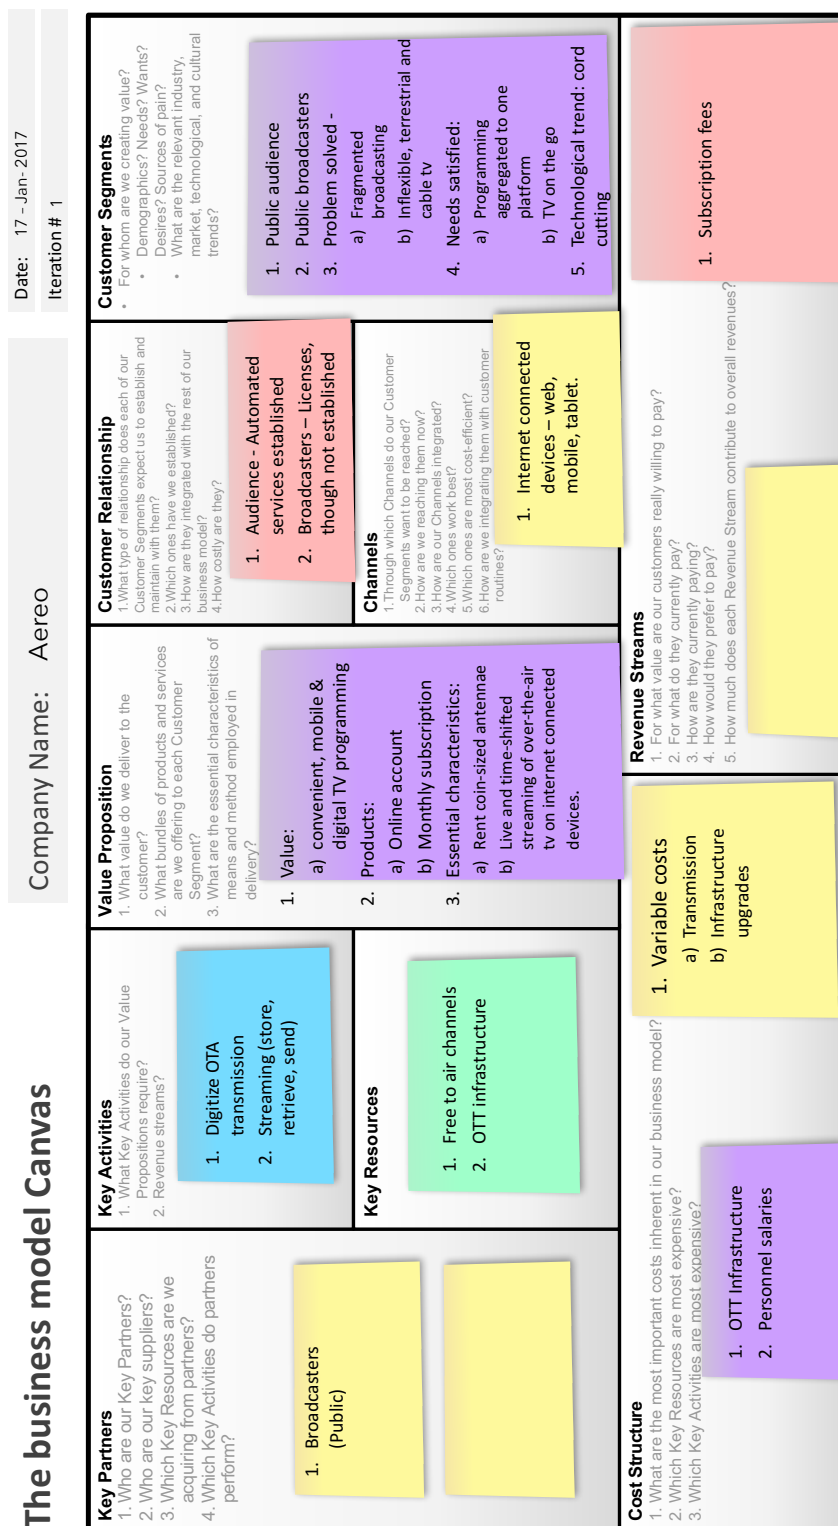 The business model Canvas
Company Name: Aereo
Date: 17 - Jan- 2017
Iteration # 1
Key Partners
1. Who are our Key Partners?
2. Who are our key suppliers?
3. Which Key Resources are we
acquiring from partners?
4. Which Key Activities do partners
perform?
1. Broadcasters
(Public)
Key Activities
1. What Key Activities do our Value
Propositions require?
2. Revenue streams?
1. Digitize OTA
transmission
2. Streaming (store,
retrieve, send)
Key Resources
1. Free to air channels
2. OTT infrastructure
Value Proposition
1. What value do we deliver to the
customer?
2. What bundles of products and services
are we offering to each Customer
Segment?
3. What are the essential characteristics of
means and method employed in
delivery?
1. Value:
a) convenient, mobile &
digital TV programming
2. Products:
a) Online account
b) Monthly subscription
3. Essential characteristics:
a) Rent coin-sized antennae
b) Live and time-shifted
streaming of over-the-air
tv on internet connected
devices.
Customer Relationship
1.What type of relationship does each of our
Customer Segments expect us to establish and
maintain with them?
2.Which ones have we established?
3.How are they integrated with the rest of our
business model?
4.How costly are they?
1. Audience - Automated
services established
2. Broadcasters – Licenses,
though not established
Channels
1.Through which Channels do our Customer
Segments want to be reached?
2.How are we reaching them now?
3.How are our Channels integrated?
4.Which ones work best?
5.Which ones are most cost-efficient?
6.How are we integrating them with customer
routines?
1. Internet connected
devices – web,
mobile, tablet.
Customer Segments
• For whom are we creating value?
• Demographics? Needs? Wants?
Desires? Sources of pain?
• What are the relevant industry,
market, technological, and cultural
trends?
1. Public audience
2. Public broadcasters
3. Problem solved -
a) Fragmented
broadcasting
b) Inflexible, terrestrial and
cable tv
4. Needs satisfied:
a) Programming
aggregated to one
platform
b) TV on the go
5. Technological trend: cord
cutting
Cost Structure
1. What are the most important costs inherent in our business model?
2. Which Key Resources are most expensive?
3. Which Key Activities are most expensive?
1. OTT Infrastructure
2. Personnel salaries
1. Variable costs
a) Transmission
b) Infrastructure
upgrades
Revenue Streams
1. For what value are our customers really willing to pay?
2. For what do they currently pay?
3. How are they currently paying?
4. How would they prefer to pay?
5. How much does each Revenue Stream contribute to overall revenues?
1. Subscription fees